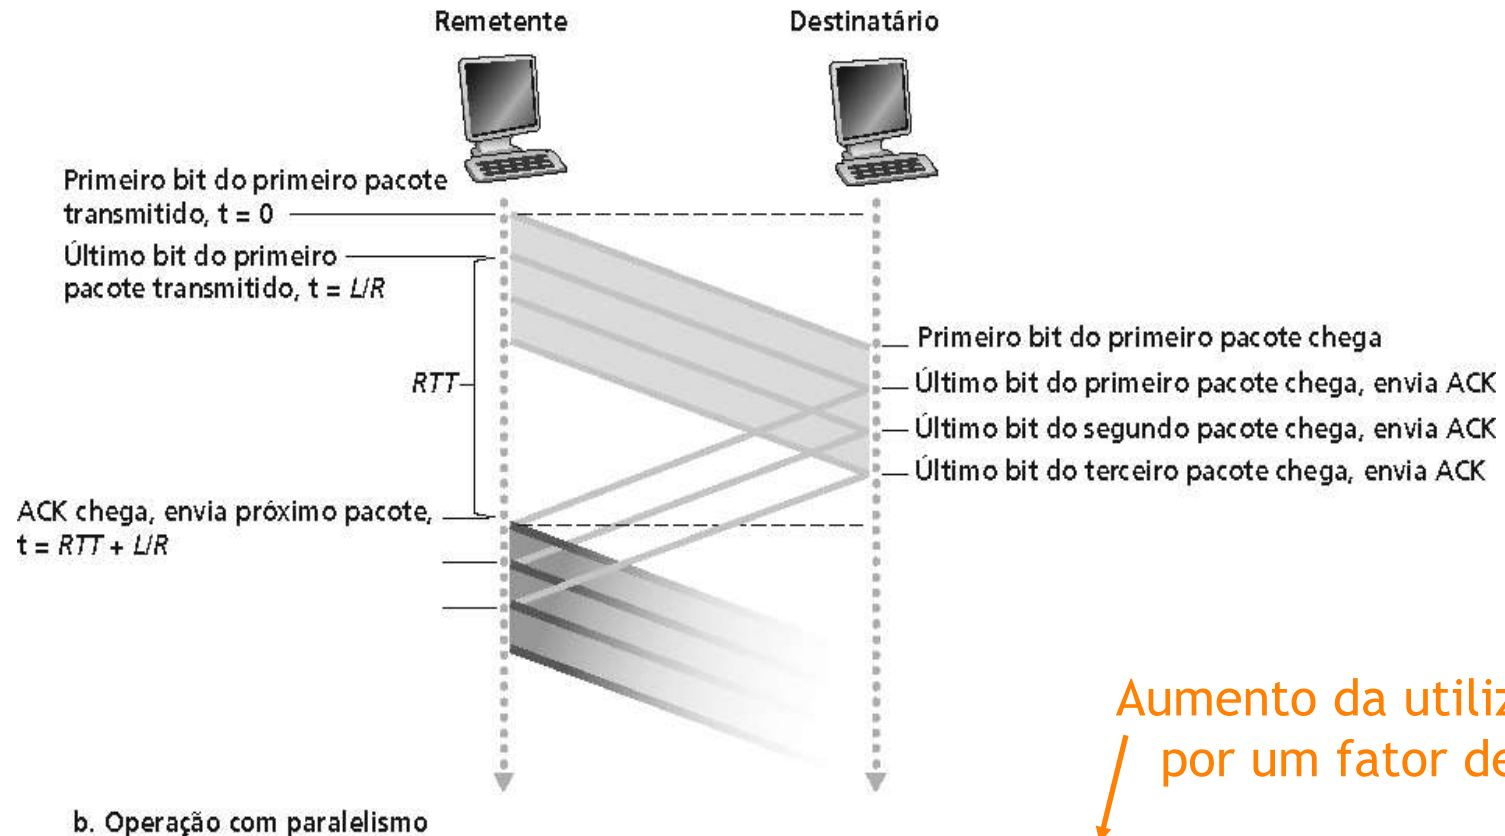 Remetente
Destinatário
Primeiro bit do primeiro pacote
transmitido, t = 0
Último bit do primeiro
pacote transmitido, t = L/R
RTT
Primeiro bit do primeiro pacote chega
Último bit do primeiro pacote chega, envia ACK
Último bit do segundo pacote chega, envia ACK
Último bit do terceiro pacote chega, envia ACK
ACK chega, envia próximo pacote,
t = RTT + L/R
Aumento da
por um fator
b. Operação com paralelismo